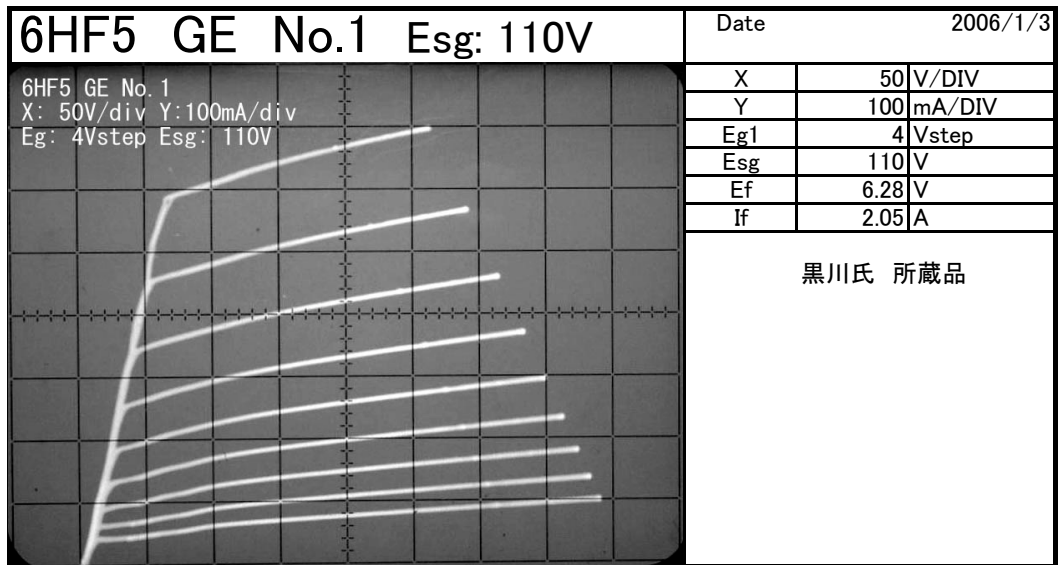 6HF5 GE No.1 Esg: 110V
Date 2006/1/3
6HF5 GE No.1
X: 50V/div Y:100mA/div
Eg: 4Vstep Esg: 110V
X 50 V/DIV
Y 100 mA/DIV
Eg1 4 Vstep
Esg 110 V
Ef 6.28 V
If 2.05 A
黒川氏 所蔵品